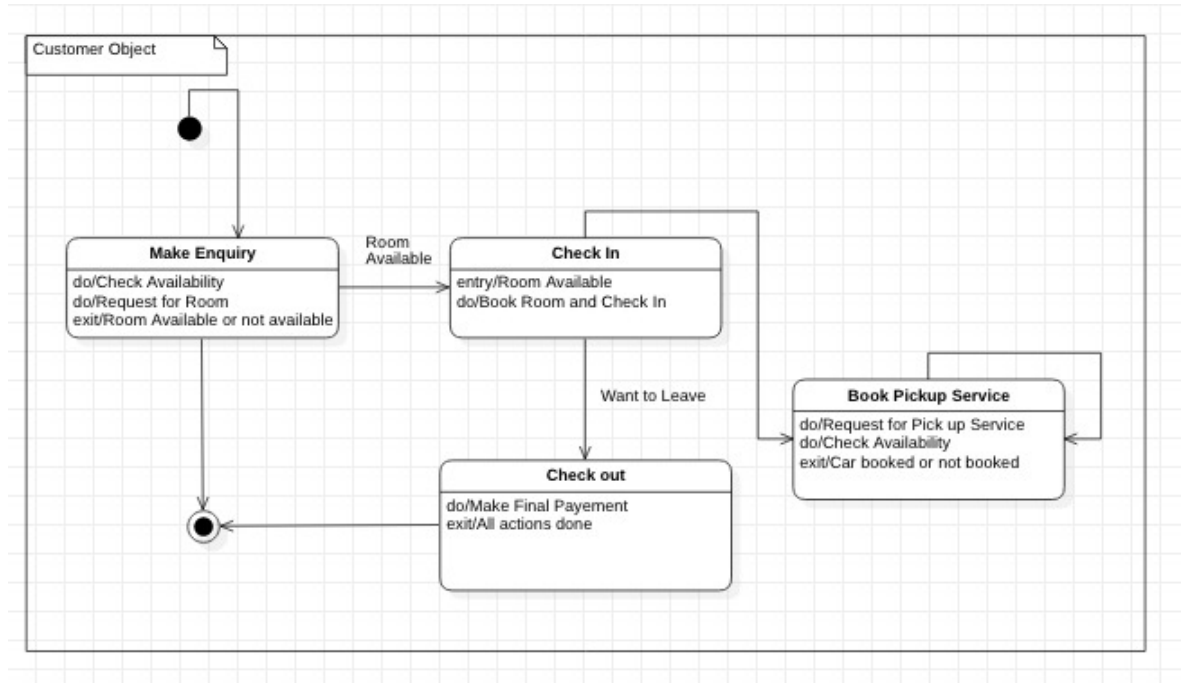 Customer Object
Make Enquiry
do/Check Availability
do/Request for Room
exit/Room Available or not available
Room
Available
Check In
entry/Room Available
do/Book Room and Check In
Want to Leave
Book Pickup Service
do/Request for Pick up Service
do/Check Availability
exit/Car booked or not booked
Check out
do/Make Final Payement
exit/All actions done